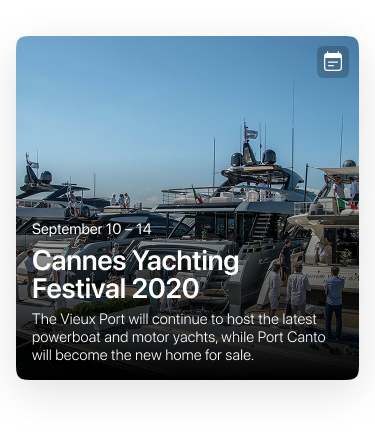 September 10 – 14
Cannes Yachting
Festival 2020
The Vieux Port will continue to host the latest
powerboat and motor yachts, while Port Canto
will become the new home for sale.